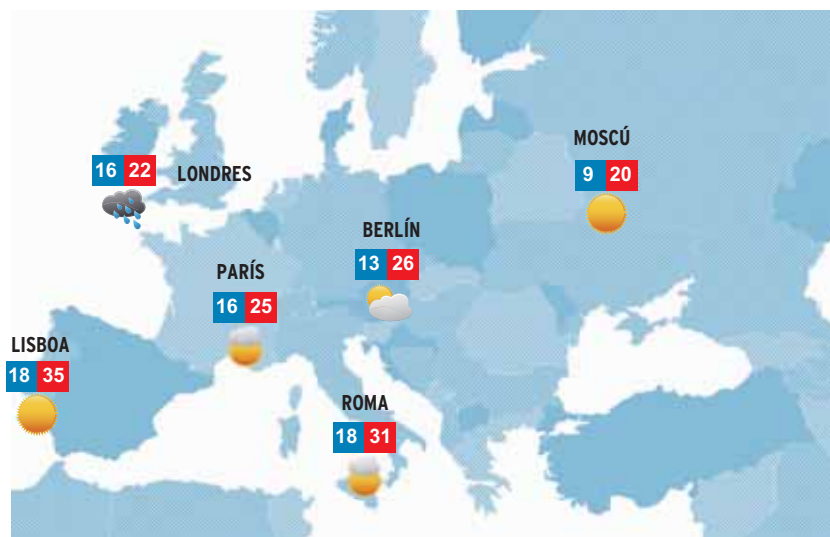 MOSCÚ
9 20
16 22 LONDRES
BERLÍN
13 26
PARÍS
16 25
LISBOA
18 35
ROMA
18 31